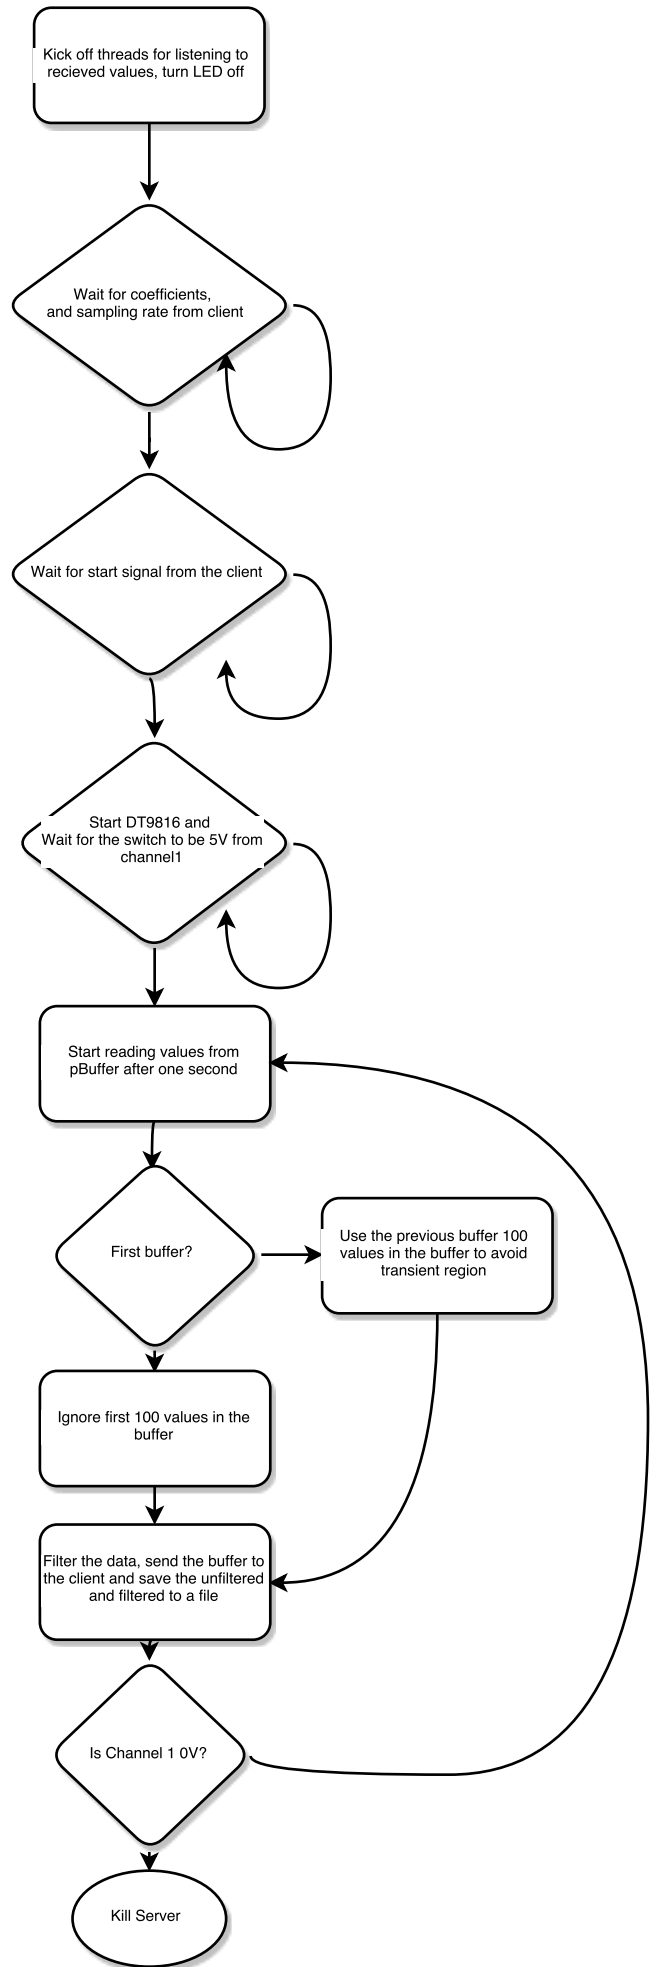 Kick off threads for listening to
recieved values, turn LED off
Wait for coefficients,
and sampling rate from client
Wait for start signal from the client
Start DT9816 and
Wait for the switch to be 5V from
channel1
Start reading values from
pBuffer after one second
First buffer?
Use the previous buffer 100
values in the buffer to avoid
transient region
Ignore first 100 values in the
buffer
Filter the data, send the buffer to
the client and save the unfiltered
and filtered to a file
Is Channel 1 0V?
Kill Server